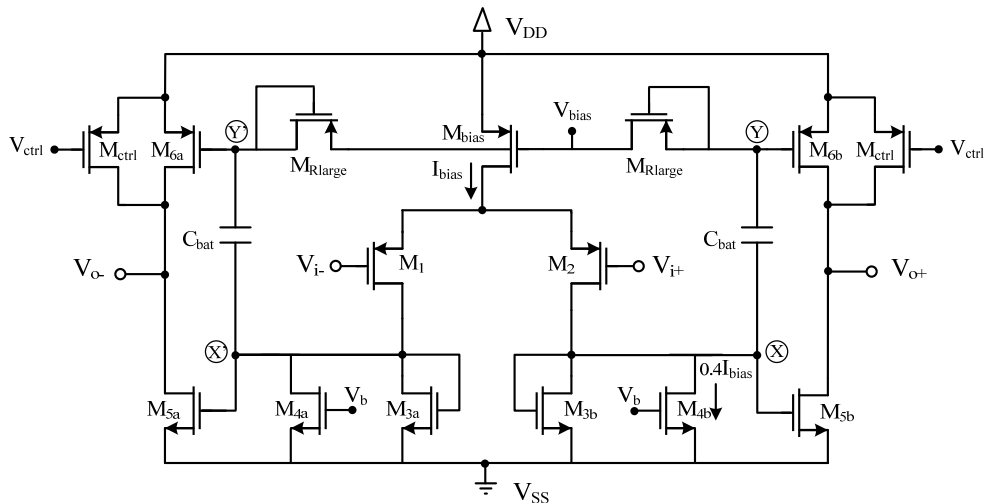 V_DD
V_ctrl
M_ctrl
M_6a
Y'
M_Rlarge
M_bias
I_bias
V_bias
M_Rlarge
Y
M_6b
M_ctrl
V_ctrl
C_bat
C_bat
V_o-
V_i-
M_1
M_2
V_i+
V_o+
X'
X
0.4I_bias
M_5a
M_4a
V_b
M_3a
M_3b
V_b
M_4b
M_5b
V_SS